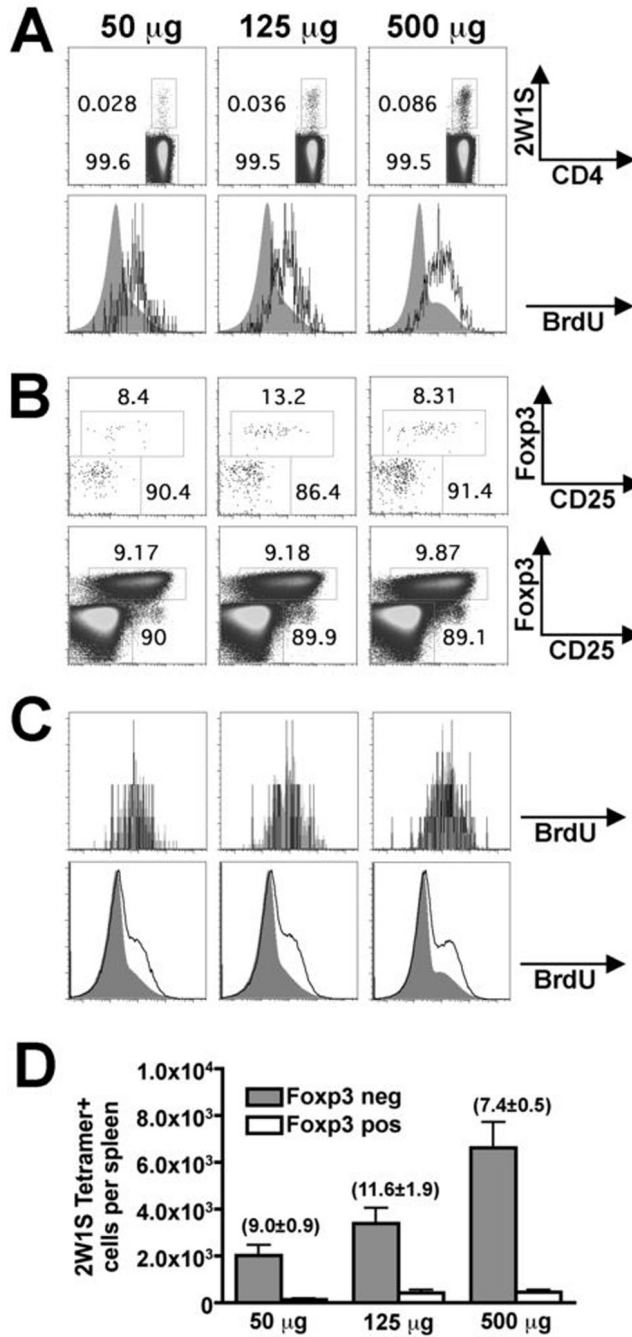 A
50 μg 125 μg 500 μg
0.028 0.036 0.086
99.6 99.5 99.5
2W1S
CD4
BrdU
B
8.4 13.2 8.31
90.4 86.4 91.4
Foxp3
CD25
9.17 9.18 9.87
90 89.9 89.1
Foxp3
CD25
C
BrdU
BrdU
D
2W1S Tetramer+
cells per spleen
1.0x10⁴
8.0x10³
6.0x10³
4.0x10³
2.0x10³
0
Foxp3 neg
Foxp3 pos
(9.0±0.9) (11.6±1.9) (7.4±0.5)
50 μg 125 μg 500 μg